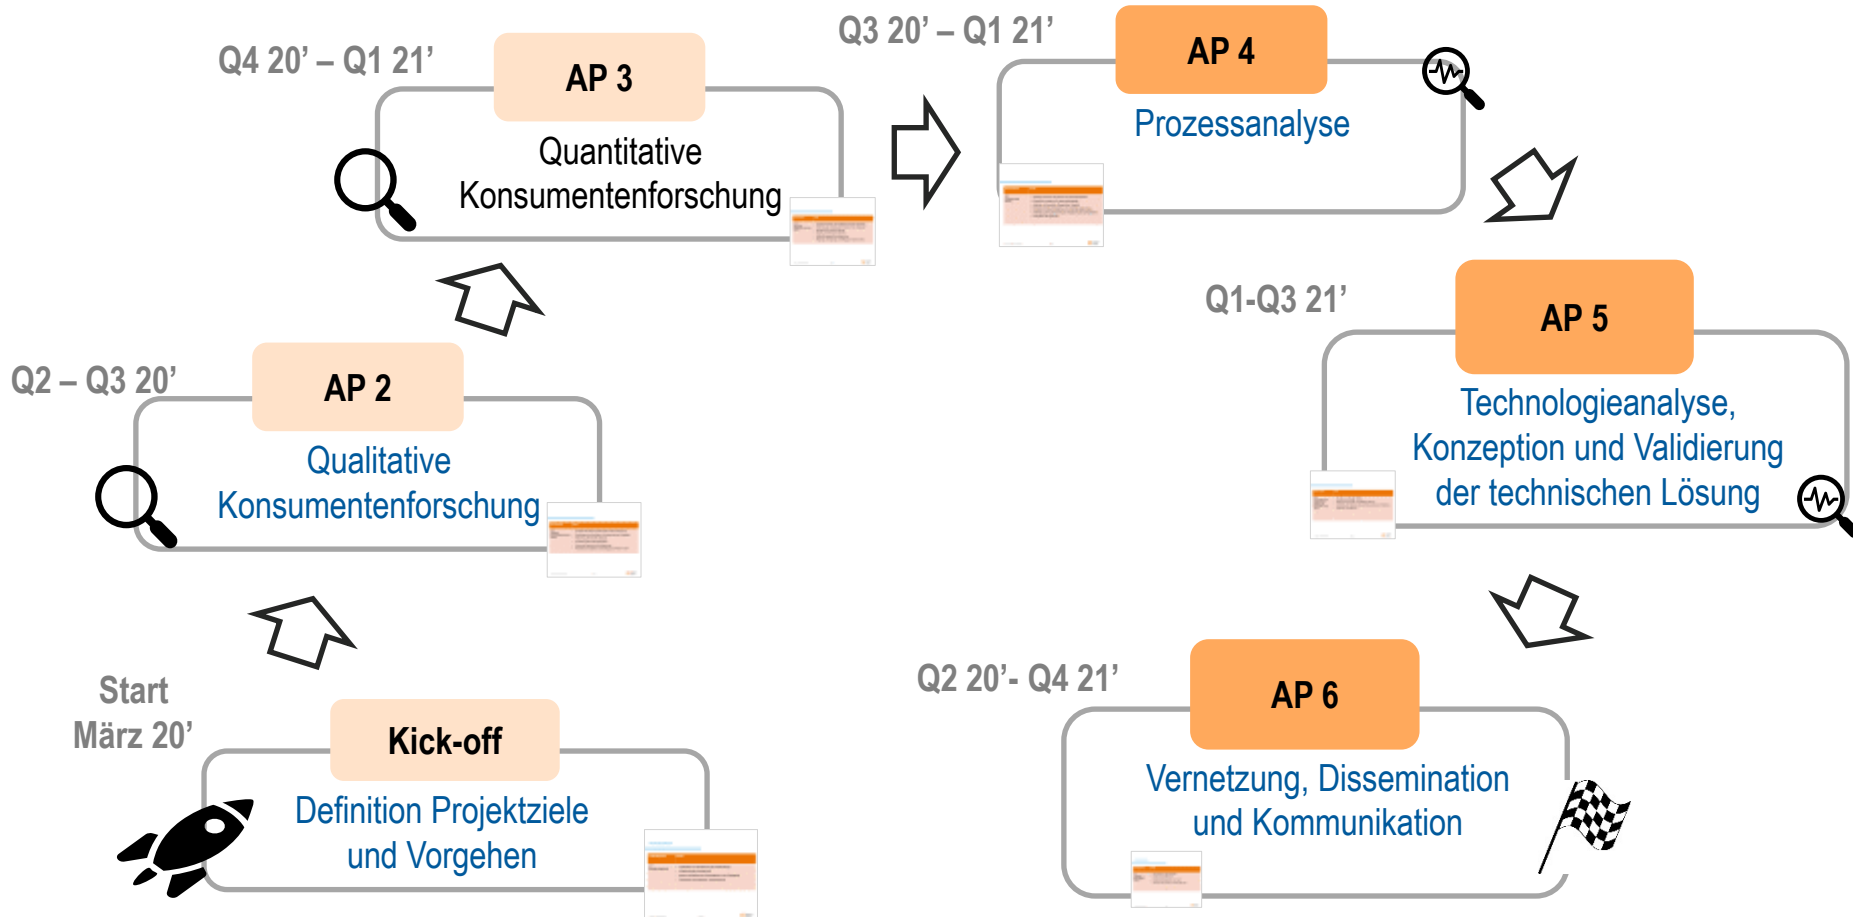 Start
März 20’
Kick-off
Definition Projektziele
und Vorgehen
Q2 – Q3 20’
AP 2
Qualitative
Konsumentenforschung
Q4 20’ – Q1 21’
AP 3
Quantitative
Konsumentenforschung
Q3 20’ – Q1 21’
AP 4
Prozessanalyse
Q1-Q3 21’
AP 5
Technologieanalyse,
Konzeption und Validierung
der technischen Lösung
Q2 20’- Q4 21’
AP 6
Vernetzung, Dissemination
und Kommunikation